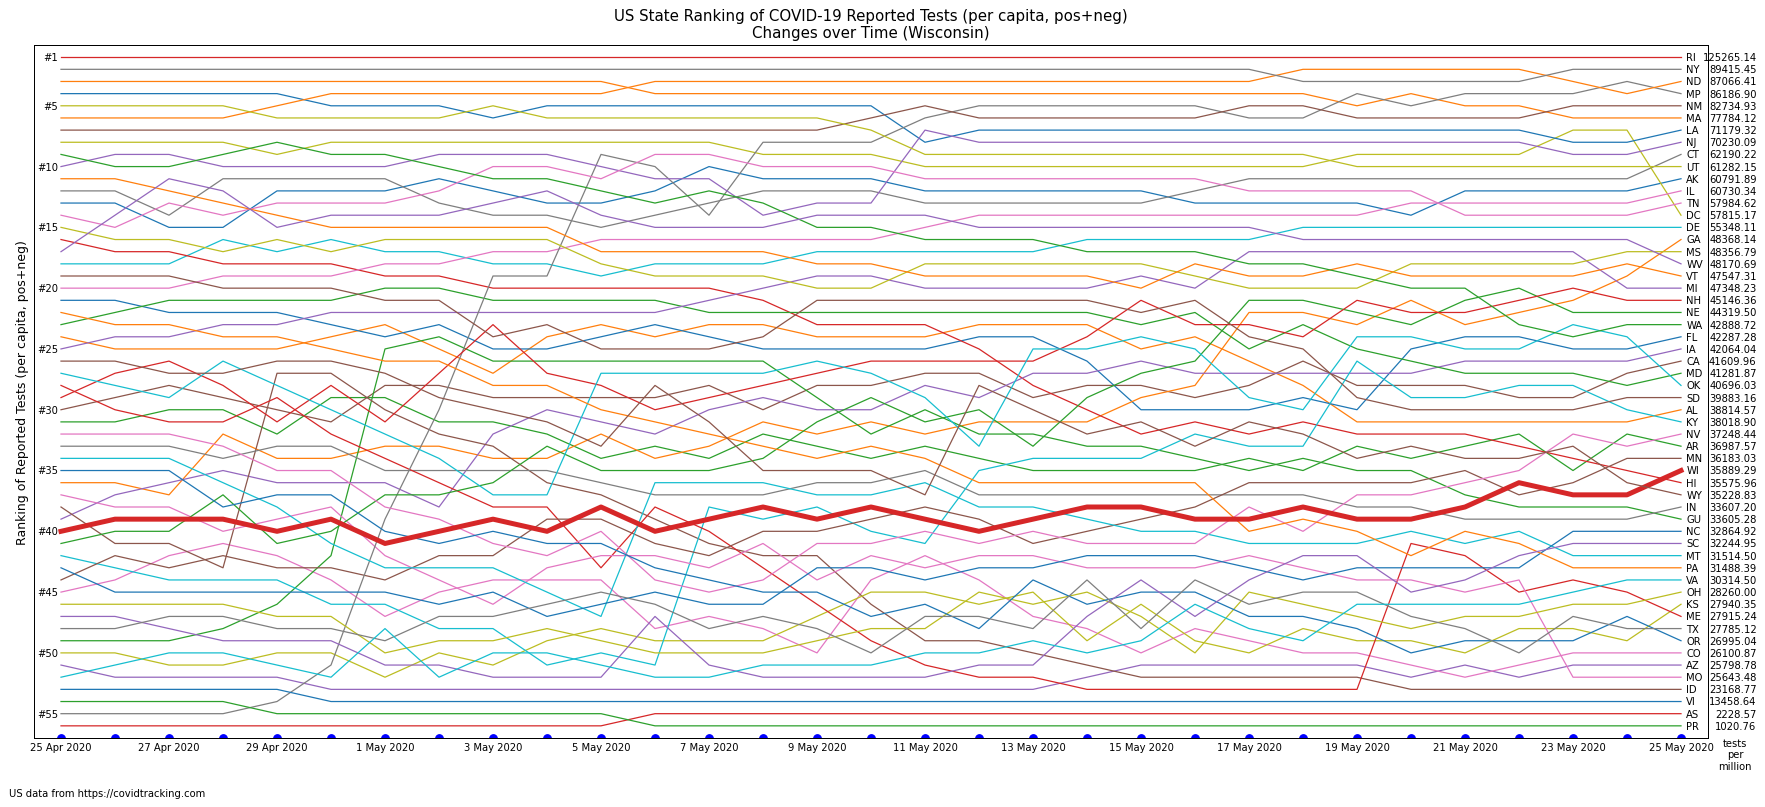 US State Ranking of COVID-19 Reported Tests (per capita, pos+neg)
Changes over Time (Wisconsin)
Ranking of Reported Tests (per capita, pos+neg)
#1
#5
#10
#15
#20
#25
#30
#35
#40
#45
#50
#55
RI 125265.14
NY 89415.45
ND 87066.41
MP 86186.90
NM 82734.93
MA 77784.12
LA 71179.32
NJ 70230.09
CT 62190.22
UT 61282.15
AK 60791.89
IL 60730.34
TN 57984.62
DC 57815.17
DE 55348.11
GA 48368.14
MS 48356.79
WV 48170.69
VT 47547.31
MI 47348.23
NH 45146.36
NE 44319.50
WA 42888.72
FL 42287.28
IA 42064.04
CA 41609.96
MD 41281.87
OK 40696.03
SD 39883.16
AL 38814.57
KY 38018.90
NV 37248.44
AR 36987.57
MN 36183.03
WI 35889.29
HI 35575.96
WY 35228.83
IN 33607.20
GU 33605.28
NC 32864.92
SC 32244.95
MT 31514.50
PA 31488.39
VA 30314.50
OH 28260.00
KS 27940.35
ME 27915.24
TX 27785.12
OR 26995.04
CO 26100.87
AZ 25798.78
MO 25643.48
ID 23168.77
VI 13458.64
AS 2228.57
PR 1020.76
25 Apr 2020 27 Apr 2020 29 Apr 2020 1 May 2020 3 May 2020 5 May 2020 7 May 2020 9 May 2020 11 May 2020 13 May 2020 15 May 2020 17 May 2020 19 May 2020 21 May 2020 23 May 2020 25 May 2020
tests
per
million
US data from https://covidtracking.com